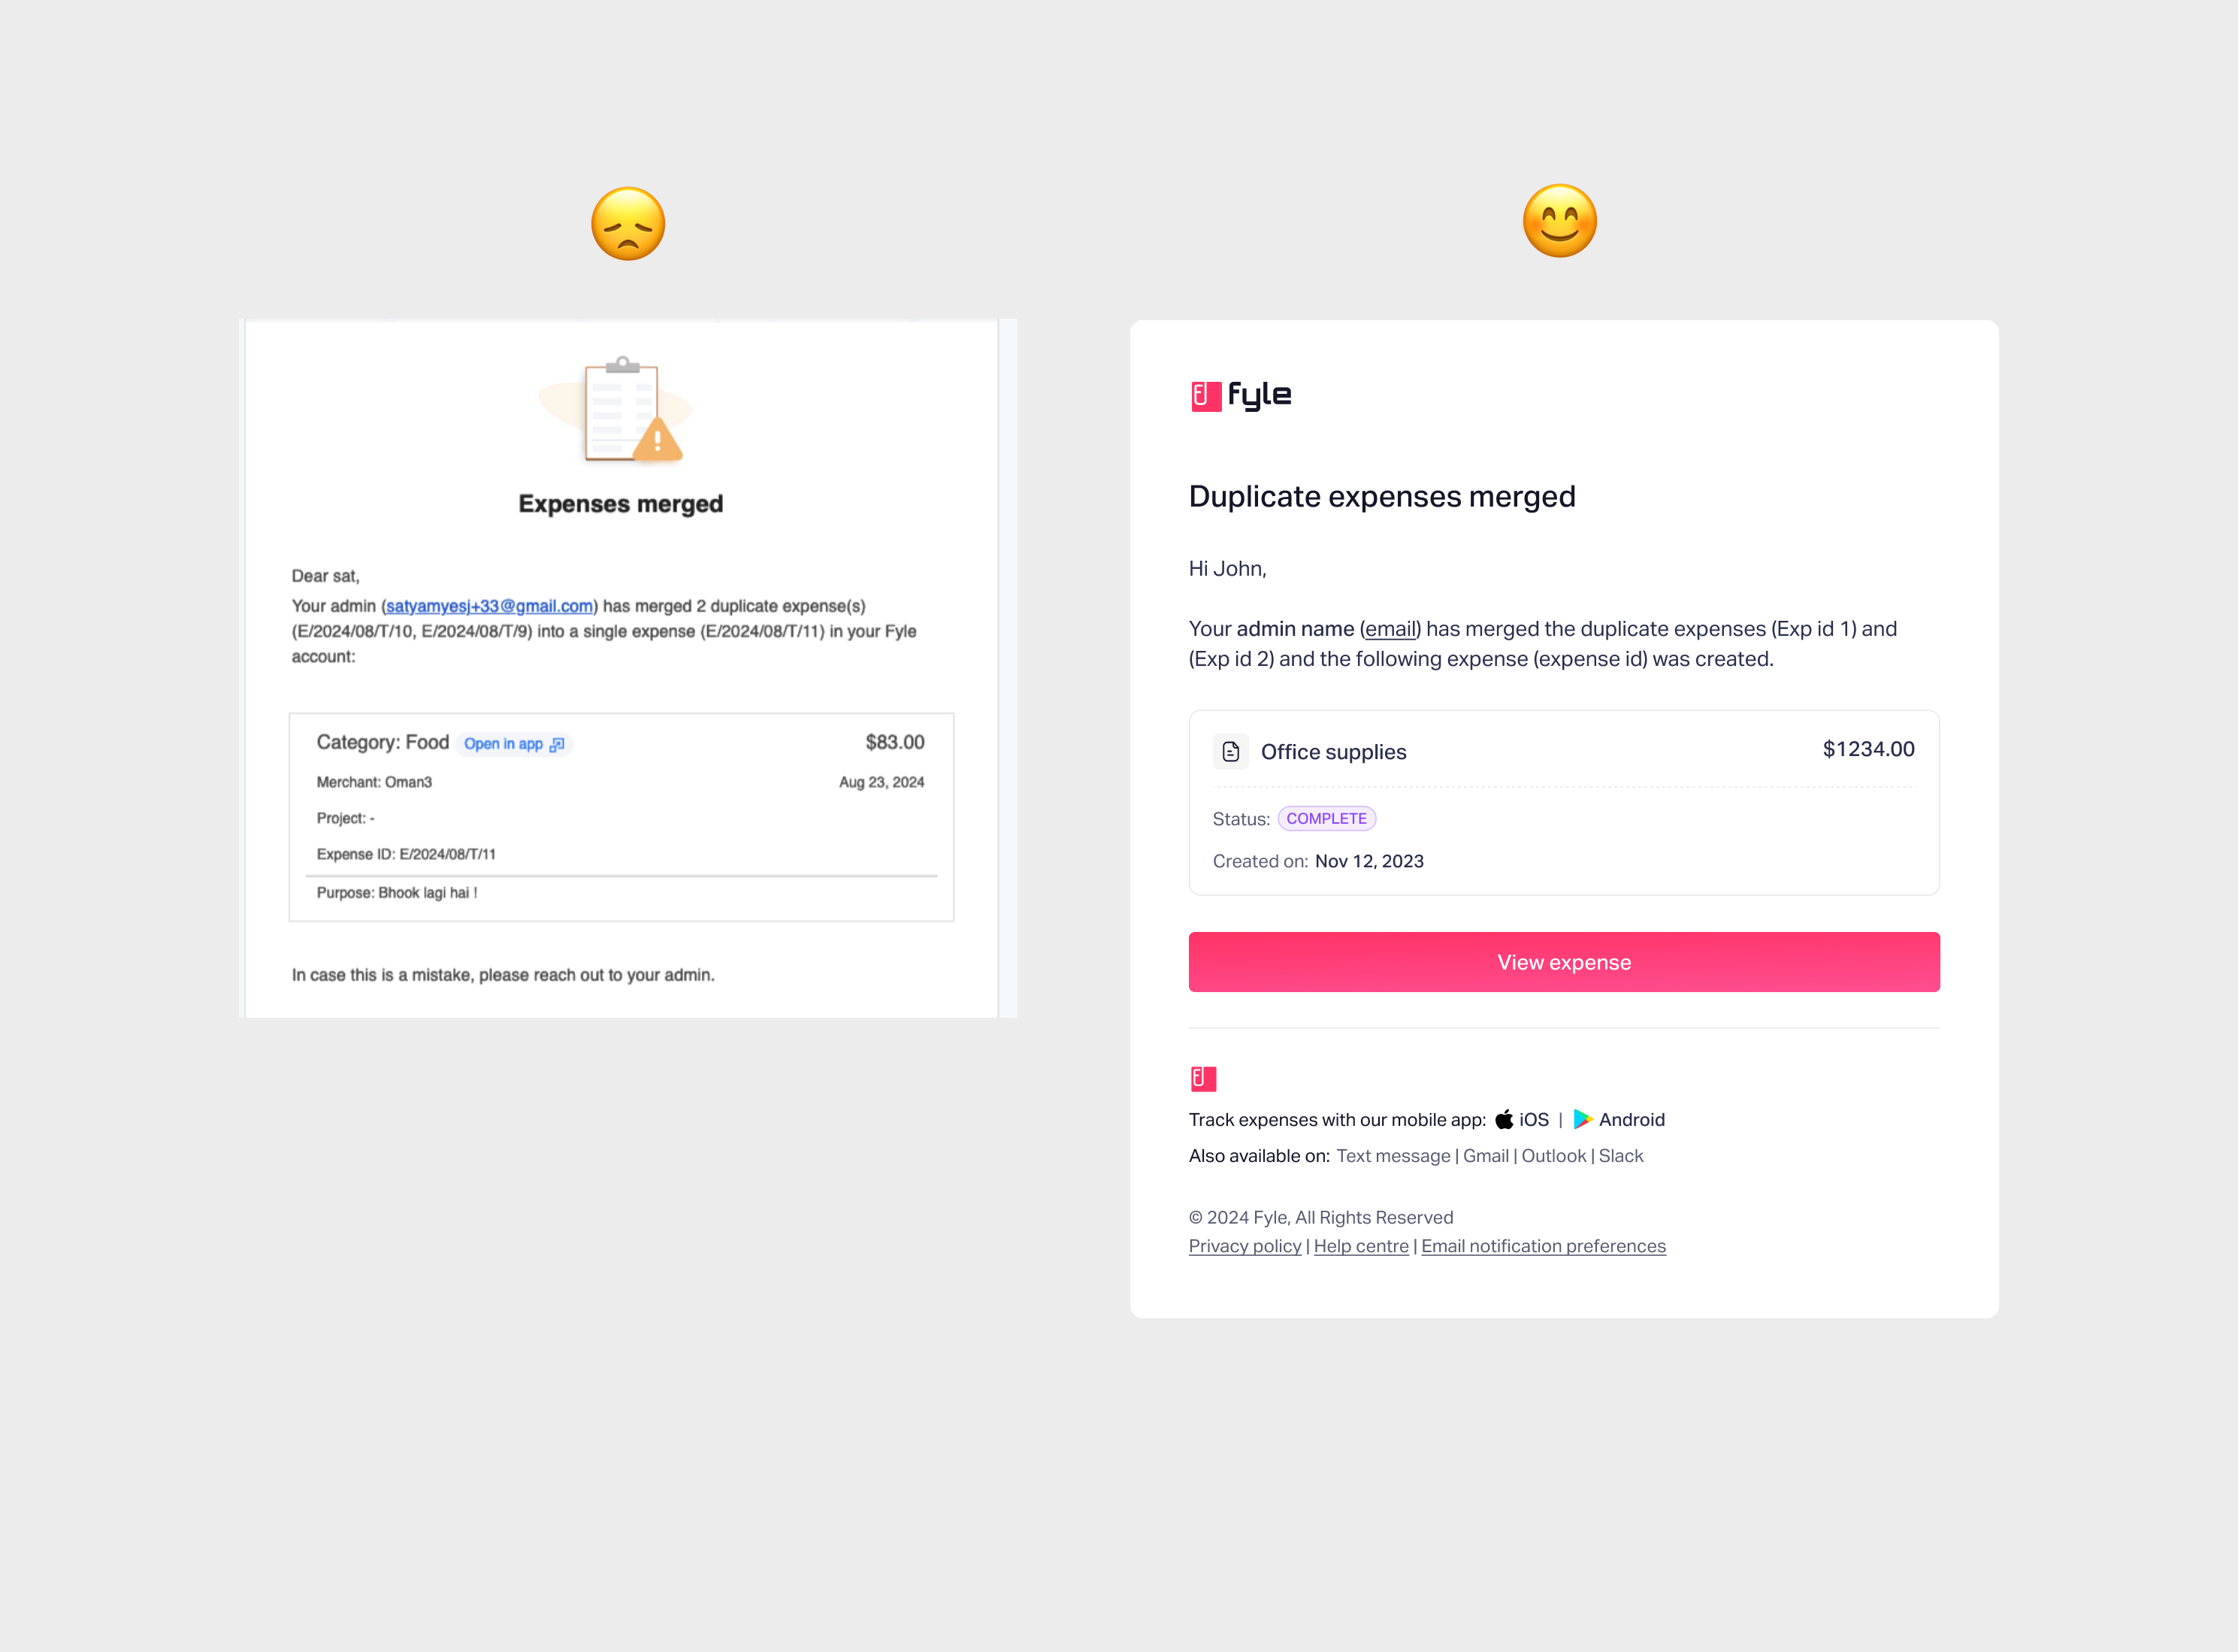 Expenses merged
Dear sat,
Your admin (satyamyesj+33@gmail.com) has merged 2 duplicate expense(s)
(E/2024/08/T/10, E/2024/08/T/9) into a single expense (E/2024/08/T/11) in your Fyle
account:
Category: Food Open in app $83.00
Merchant: Oman3 Aug 23, 2024
Project: -
Expense ID: E/2024/08/T/11
Purpose: Bhook lagi hai !
In case this is a mistake, please reach out to your admin.
fyle
Duplicate expenses merged
Hi John,
Your admin name (email) has merged the duplicate expenses (Exp id 1) and
(Exp id 2) and the following expense (expense id) was created.
Office supplies $1234.00
Status: COMPLETE
Created on: Nov 12, 2023
View expense
Track expenses with our mobile app: iOS | Android
Also available on: Text message | Gmail | Outlook | Slack
© 2024 Fyle, All Rights Reserved
Privacy policy | Help centre | Email notification preferences